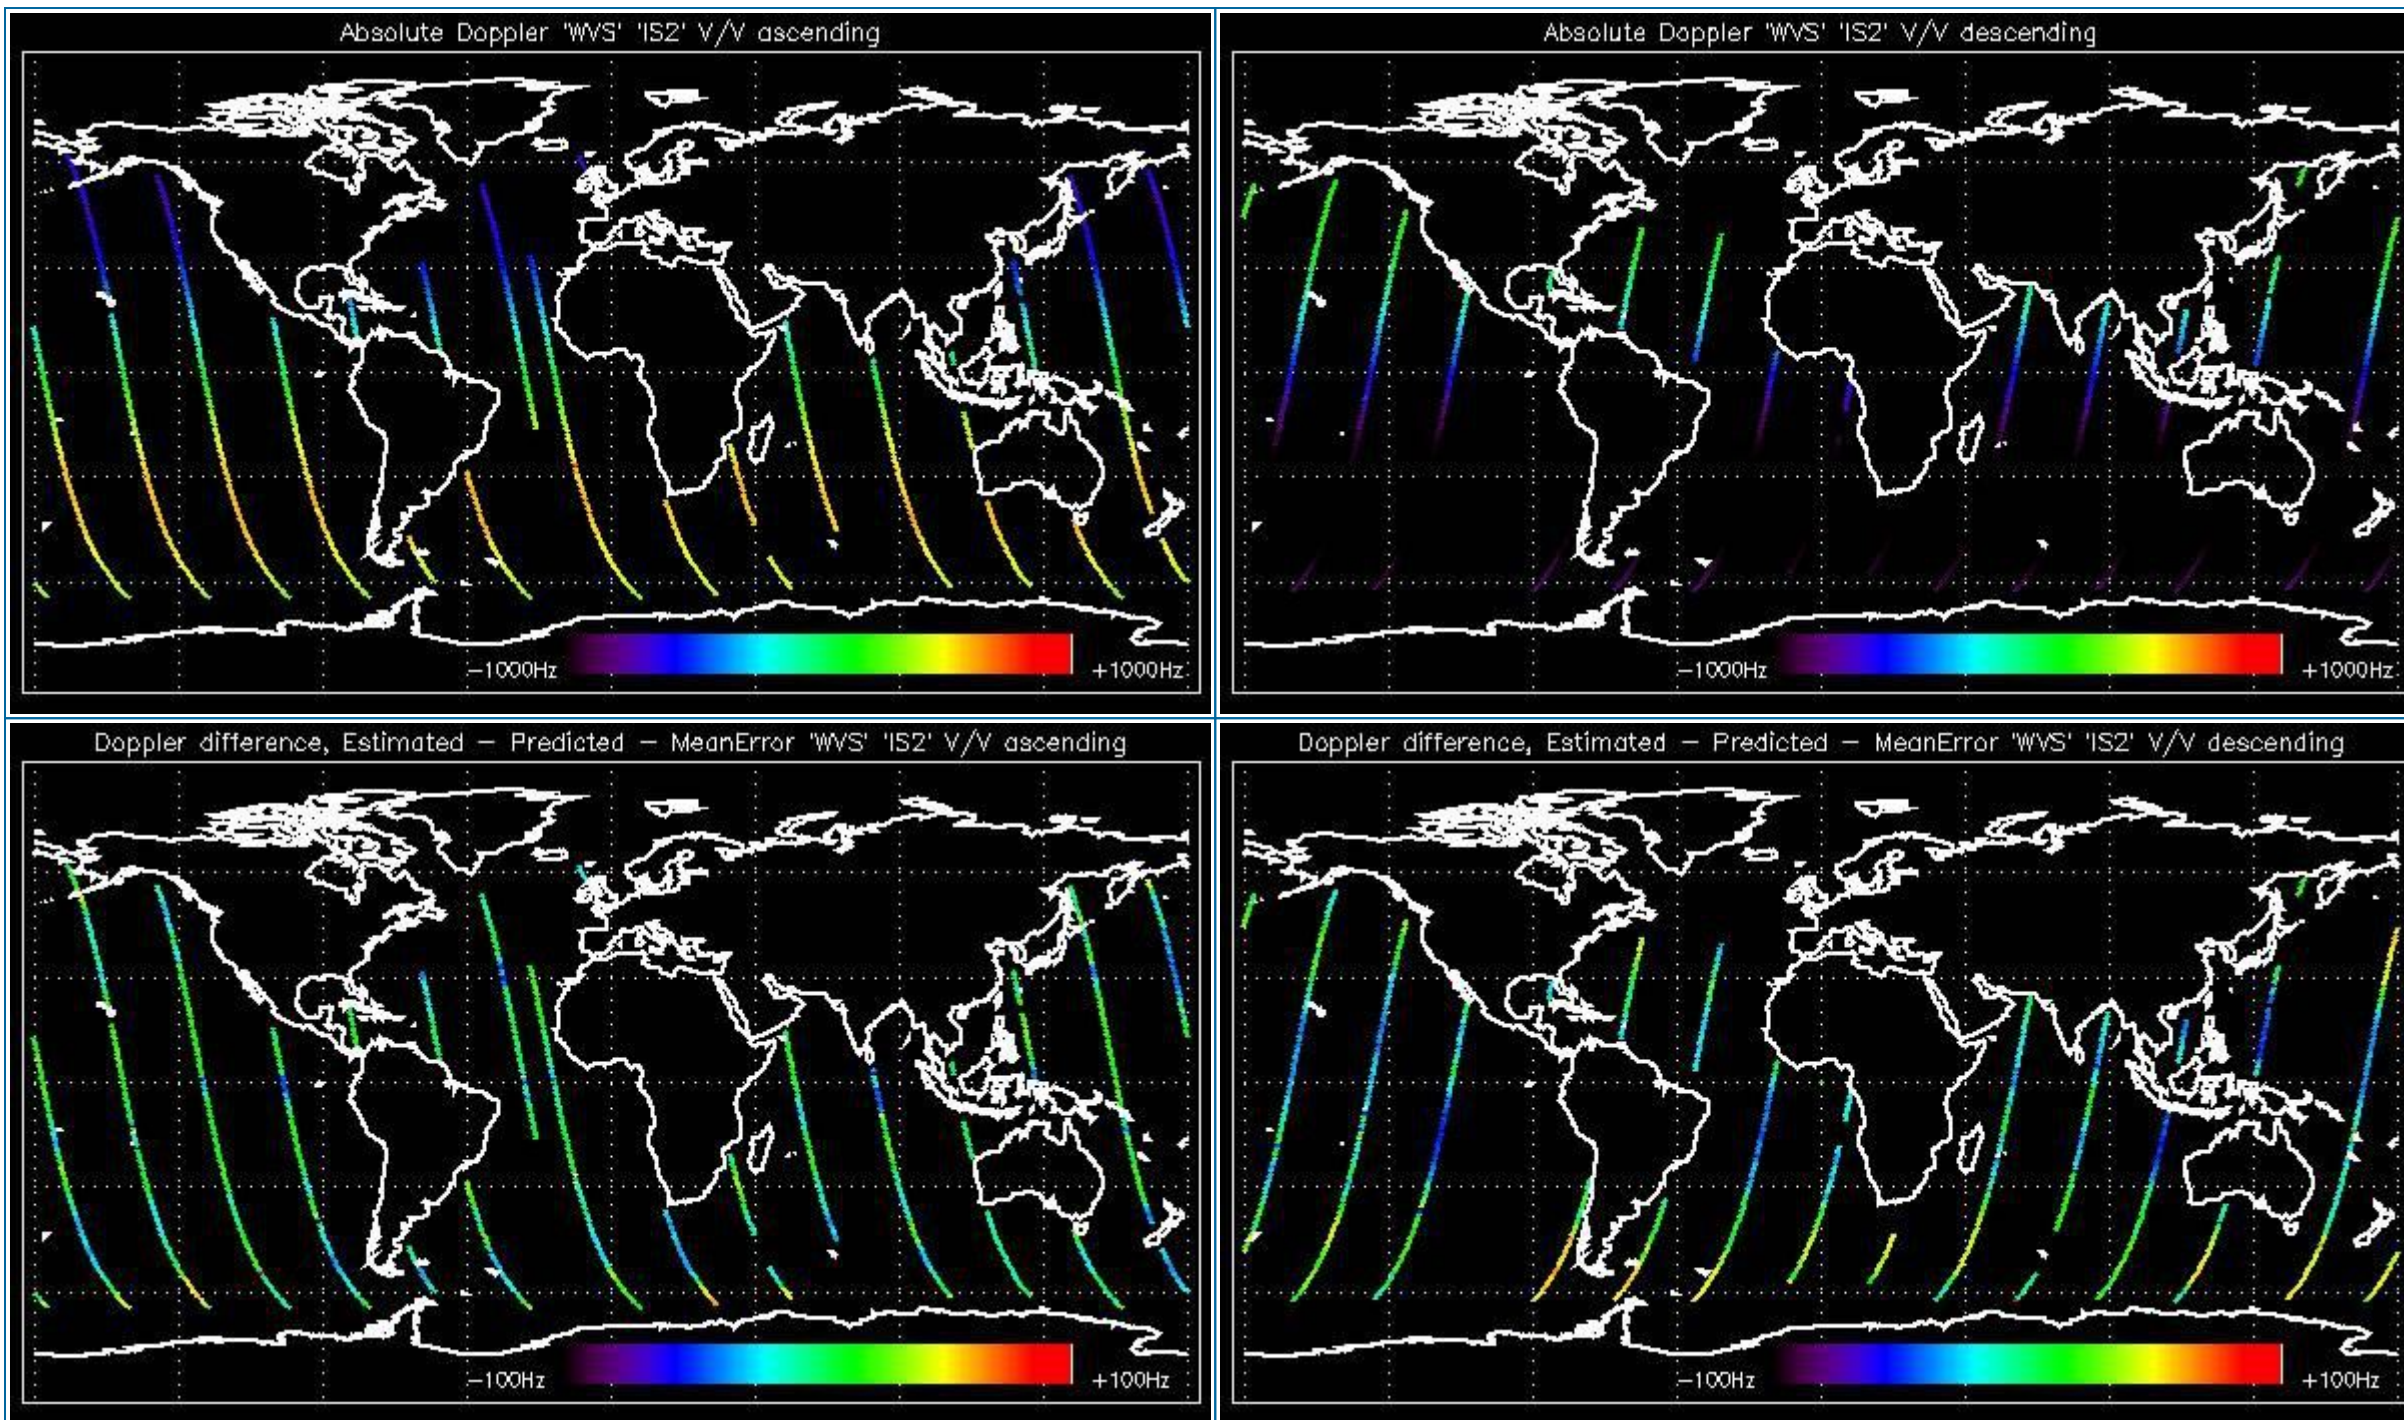 Absolute Doppler 'WVS' 'IS2' V/V ascending
-1000Hz
+1000Hz
Absolute Doppler 'WVS' 'IS2' V/V descending
-1000Hz
+1000Hz
Doppler difference, Estimated - Predicted - MeanError 'WVS' 'IS2' V/V ascending
-100Hz
+100Hz
Doppler difference, Estimated - Predicted - MeanError 'WVS' 'IS2' V/V descending
-100Hz
+100Hz